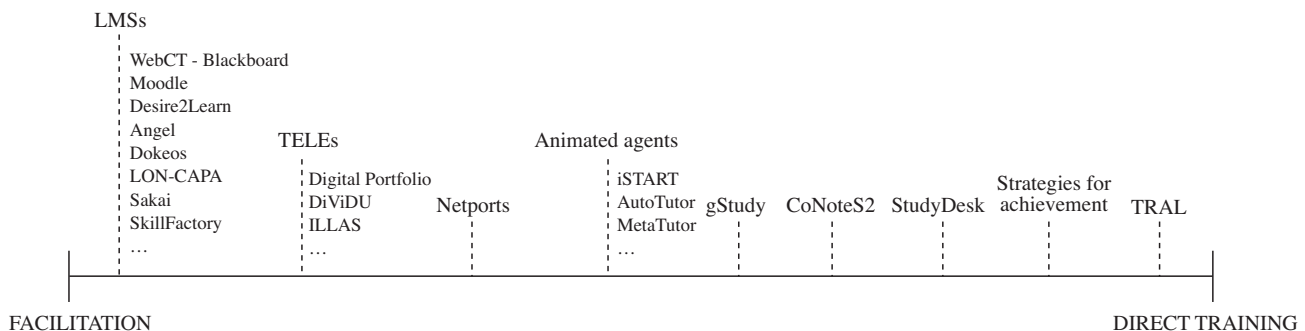 LMSs
WebCT - Blackboard
Moodle
Desire2Learn
Angel
Dokeos
LON-CAPA
Sakai
SkillFactory
…
TELEs
Digital Portfolio
DiViDU
ILLAS
…
Netports
Animated agents
iSTART
AutoTutor
MetaTutor
…
gStudy
CoNoteS2
StudyDesk
Strategies for
achievement
TRAL
FACILITATION
DIRECT TRAINING